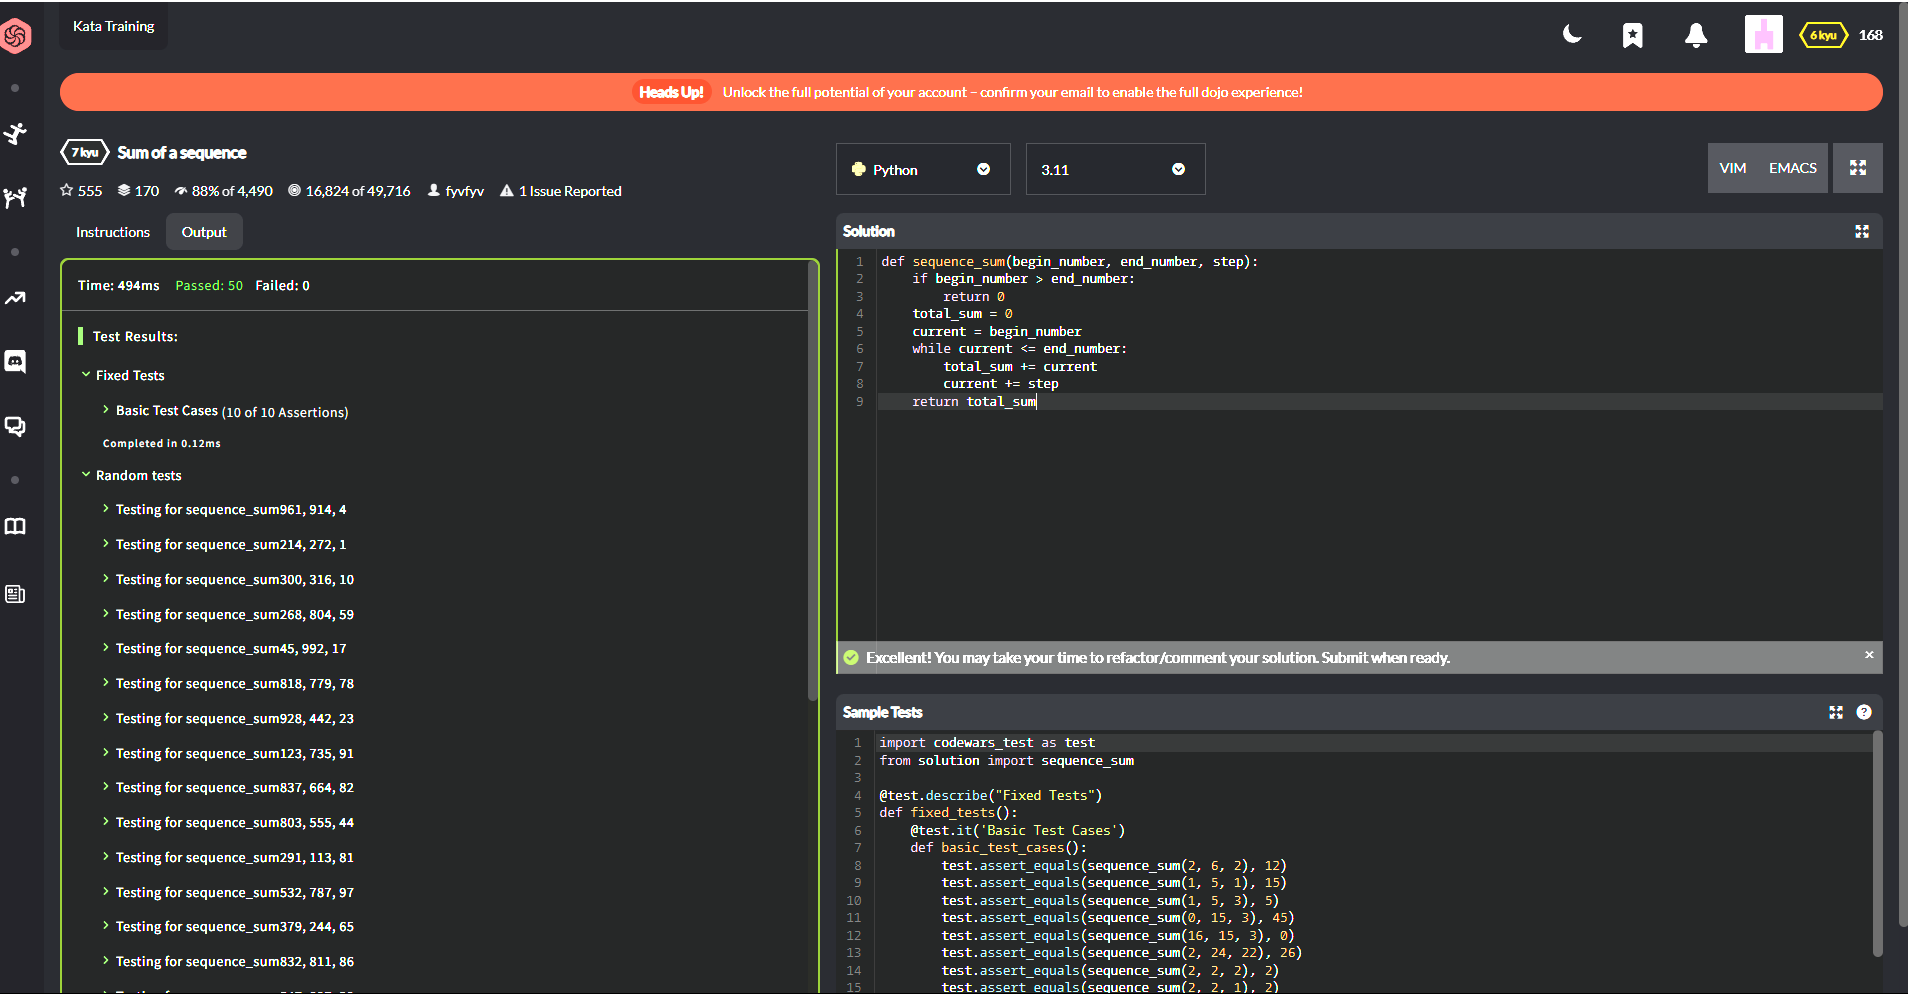 Kata Training
6 kyu 168
Heads Up! Unlock the full potential of your account – confirm your email to enable the full dojo experience!
7 kyu Sum of a sequence
555 170 88% of 4,490 16,824 of 49,716 fyvfyv 1 Issue Reported
Instructions Output
Time: 494ms Passed: 50 Failed: 0
Test Results:
Fixed Tests
Basic Test Cases (10 of 10 Assertions)
Completed in 0.12ms
Random tests
Testing for sequence_sum961, 914, 4
Testing for sequence_sum214, 272, 1
Testing for sequence_sum300, 316, 10
Testing for sequence_sum268, 804, 59
Testing for sequence_sum45, 992, 17
Testing for sequence_sum818, 779, 78
Testing for sequence_sum928, 442, 23
Testing for sequence_sum123, 735, 91
Testing for sequence_sum837, 664, 82
Testing for sequence_sum803, 555, 44
Testing for sequence_sum291, 113, 81
Testing for sequence_sum532, 787, 97
Testing for sequence_sum379, 244, 65
Testing for sequence_sum832, 811, 86
Python 3.11 VIM EMACS
Solution
1 def sequence_sum(begin_number, end_number, step):
2     if begin_number > end_number:
3         return 0
4     total_sum = 0
5     current = begin_number
6     while current <= end_number:
7         total_sum += current
8         current += step
9     return total_sum
Excellent! You may take your time to refactor/comment your solution. Submit when ready. ×
Sample Tests ?
1 import codewars_test as test
2 from solution import sequence_sum
3
4 @test.describe("Fixed Tests")
5 def fixed_tests():
6     @test.it('Basic Test Cases')
7     def basic_test_cases():
8         test.assert_equals(sequence_sum(2, 6, 2), 12)
9         test.assert_equals(sequence_sum(1, 5, 1), 15)
10         test.assert_equals(sequence_sum(1, 5, 3), 5)
11         test.assert_equals(sequence_sum(0, 15, 3), 45)
12         test.assert_equals(sequence_sum(16, 15, 3), 0)
13         test.assert_equals(sequence_sum(2, 24, 22), 26)
14         test.assert_equals(sequence_sum(2, 2, 2), 2)
15         test.assert_equals(sequence_sum(2, 2, 1), 2)